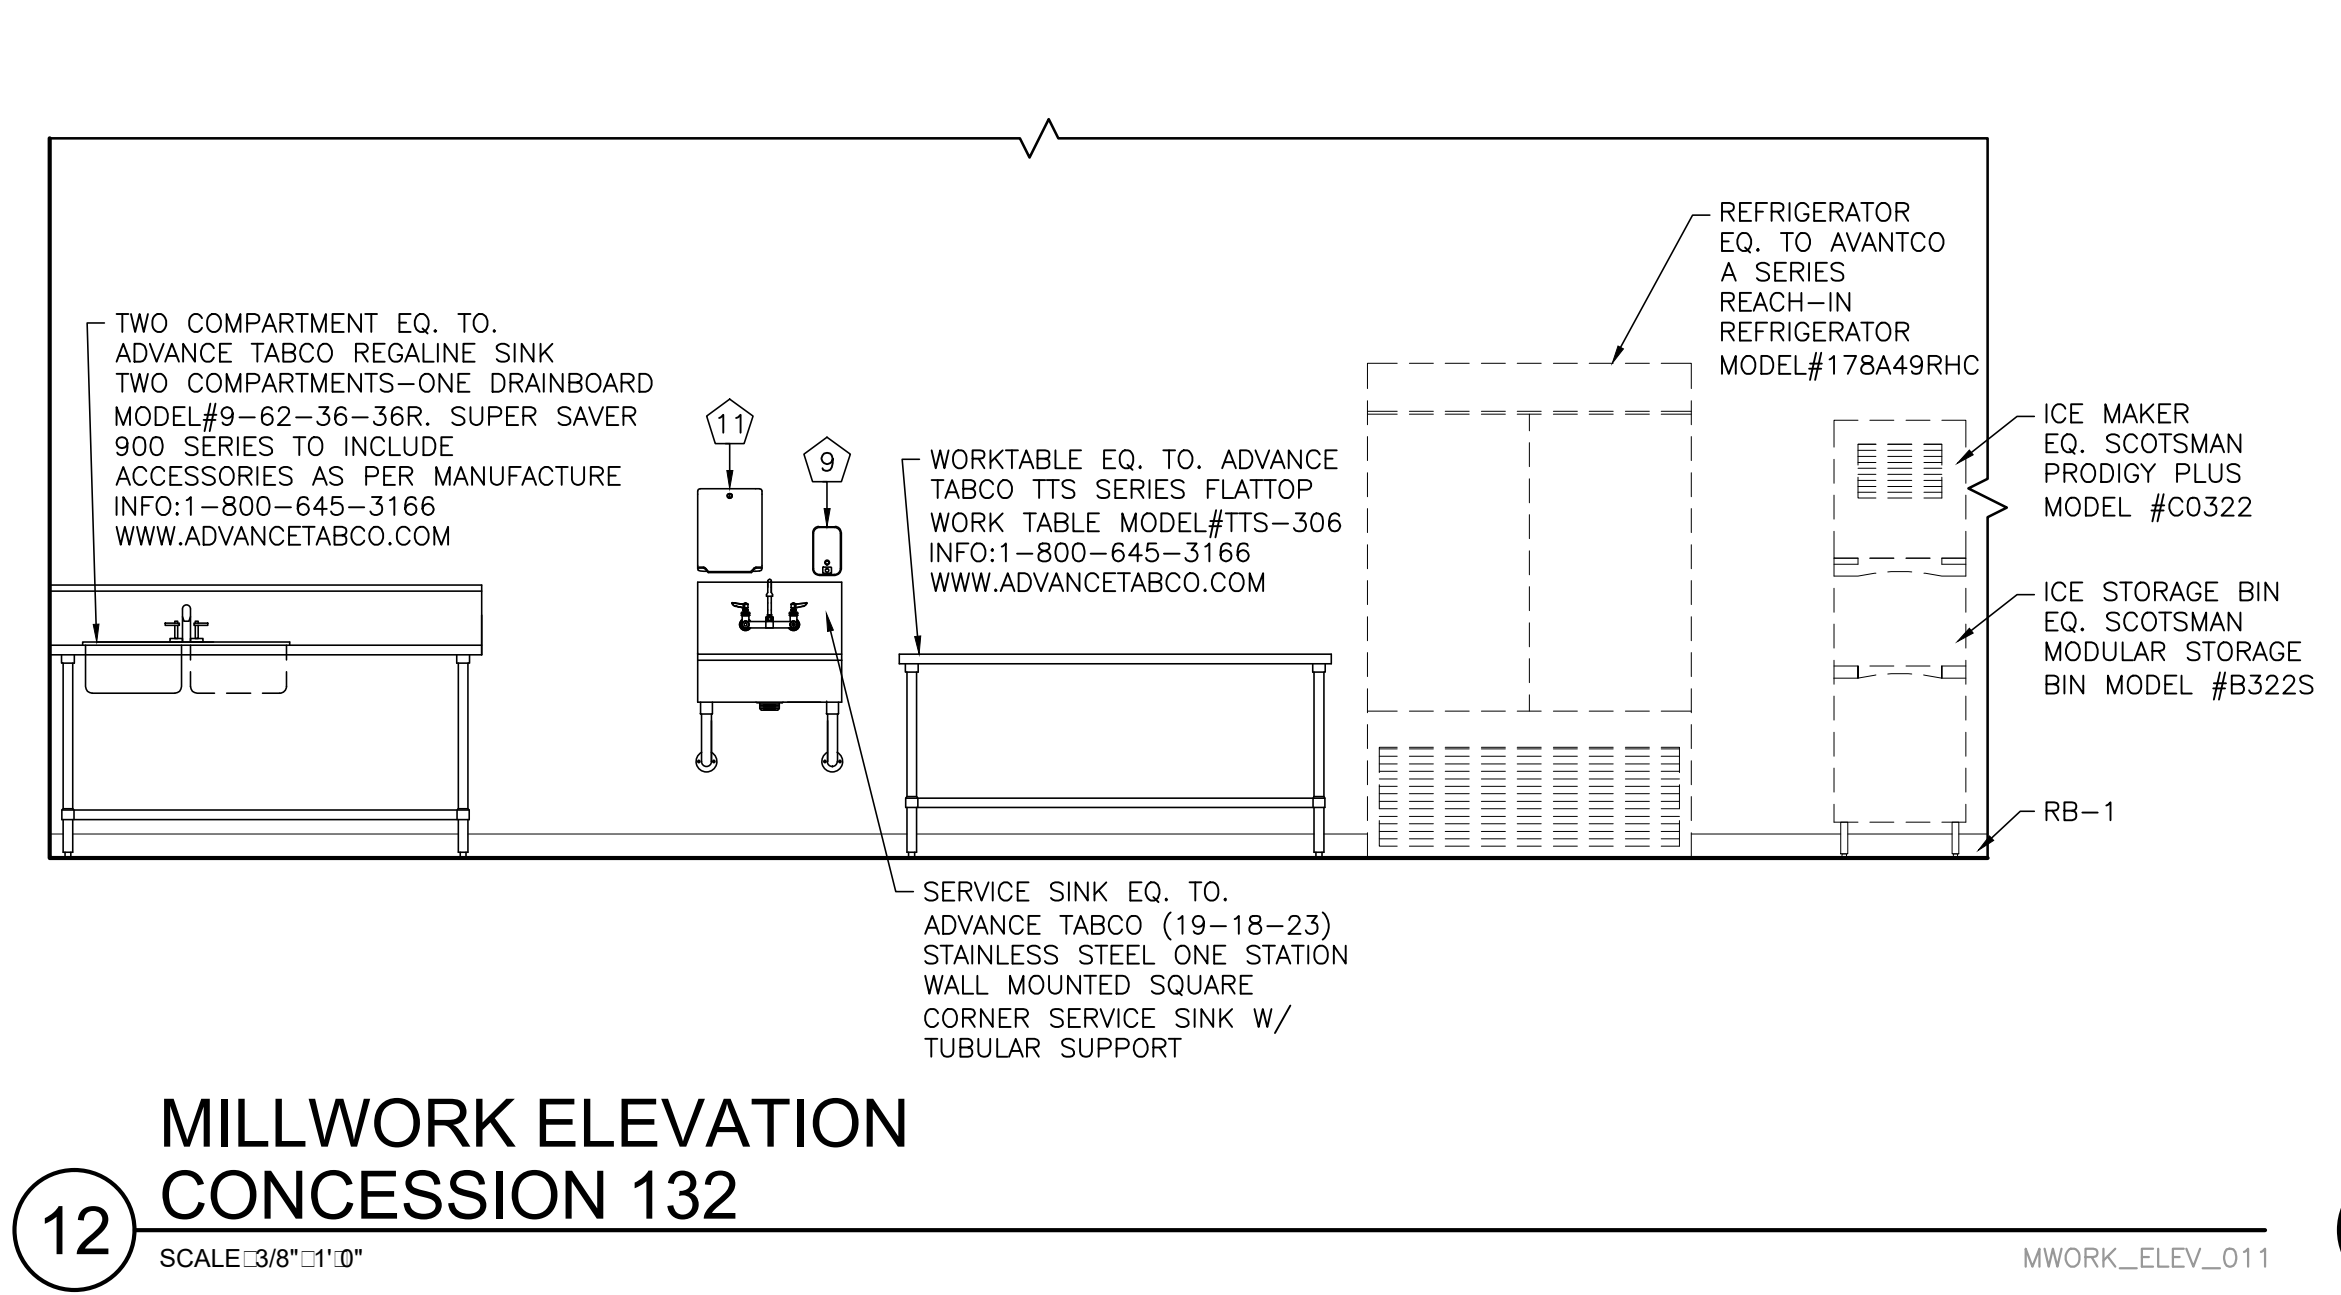 REFRIGERATOR
EQ. TO AVANTCO
A SERIES
REACH-IN
REFRIGERATOR
MODEL#178A49RHC
TWO COMPARTMENT EQ. TO.
ADVANCE TABCO REGALINE SINK
TWO COMPARTMENTS-ONE DRAINBOARD
MODEL#9-62-36-36R. SUPER SAVER
900 SERIES TO INCLUDE
ACCESSORIES AS PER MANUFACTURE
INFO:1-800-645-3166
WWW.ADVANCETABCO.COM
11
9
WORKTABLE EQ. TO. ADVANCE
TABCO TTS SERIES FLATTOP
WORK TABLE MODEL#TTS-306
INFO:1-800-645-3166
WWW.ADVANCETABCO.COM
ICE MAKER
EQ. SCOTSMAN
PRODIGY PLUS
MODEL #C0322
ICE STORAGE BIN
EQ. SCOTSMAN
MODULAR STORAGE
BIN MODEL #B322S
RB-1
SERVICE SINK EQ. TO.
ADVANCE TABCO (19-18-23)
STAINLESS STEEL ONE STATION
WALL MOUNTED SQUARE
CORNER SERVICE SINK W/
TUBULAR SUPPORT
MILLWORK ELEVATION
CONCESSION 132
12
SCALE□3/8"□1'□0"
MWORK_ELEV_011